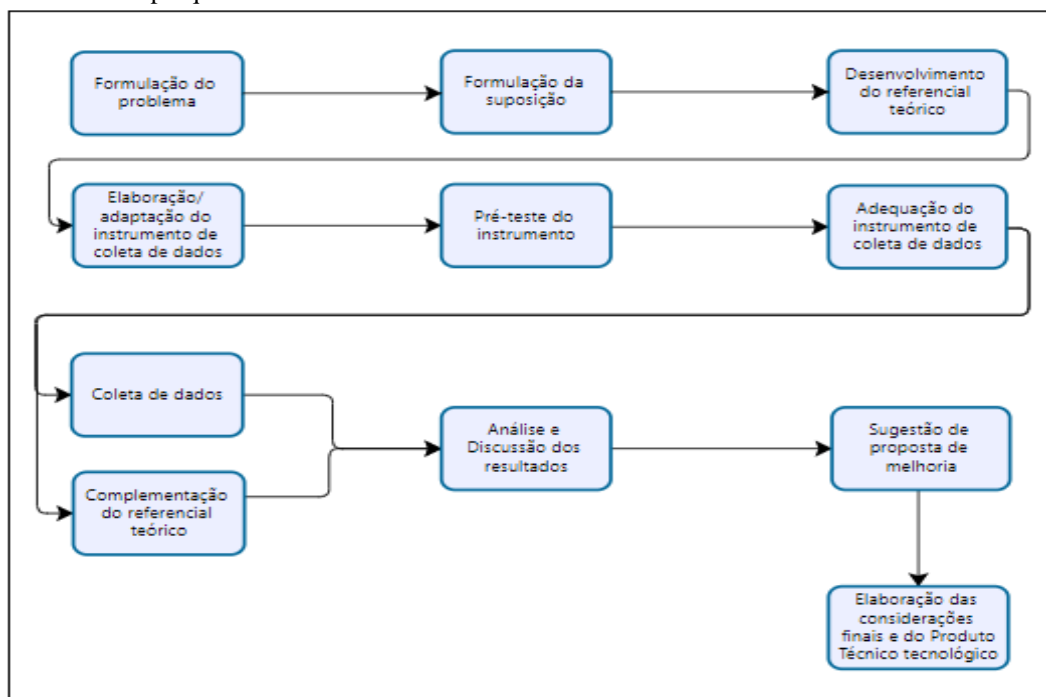 Formulação do
problema
Formulação da
suposição
Desenvolvimento
do referencial
teórico
Elaboração/
adaptação do
instrumento de
coleta de dados
Pré-teste do
instrumento
Adequação do
instrumento de
coleta de dados
Coleta de dados
Complementação
do referencial
teórico
Análise e
Discussão dos
resultados
Sugestão de
proposta de
melhoria
Elaboração das
considerações
finais e do Produto
Técnico tecnológico